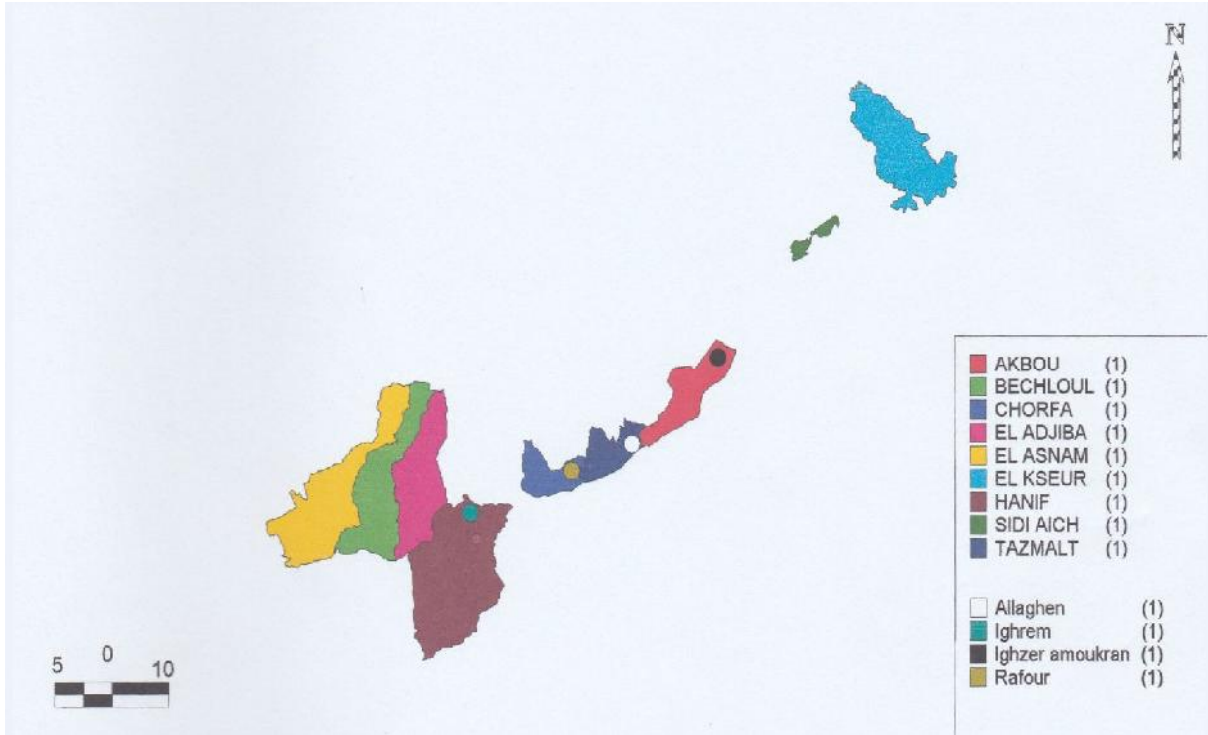 N
AKBOU (1)
BECHLOUL (1)
CHORFA (1)
EL ADJIBA (1)
EL ASNAM (1)
EL KSEUR (1)
HANIF (1)
SIDI AICH (1)
TAZMALT (1)
Allaghen (1)
Ighrem (1)
Ighzer amoukran (1)
Rafour (1)
5 0 10